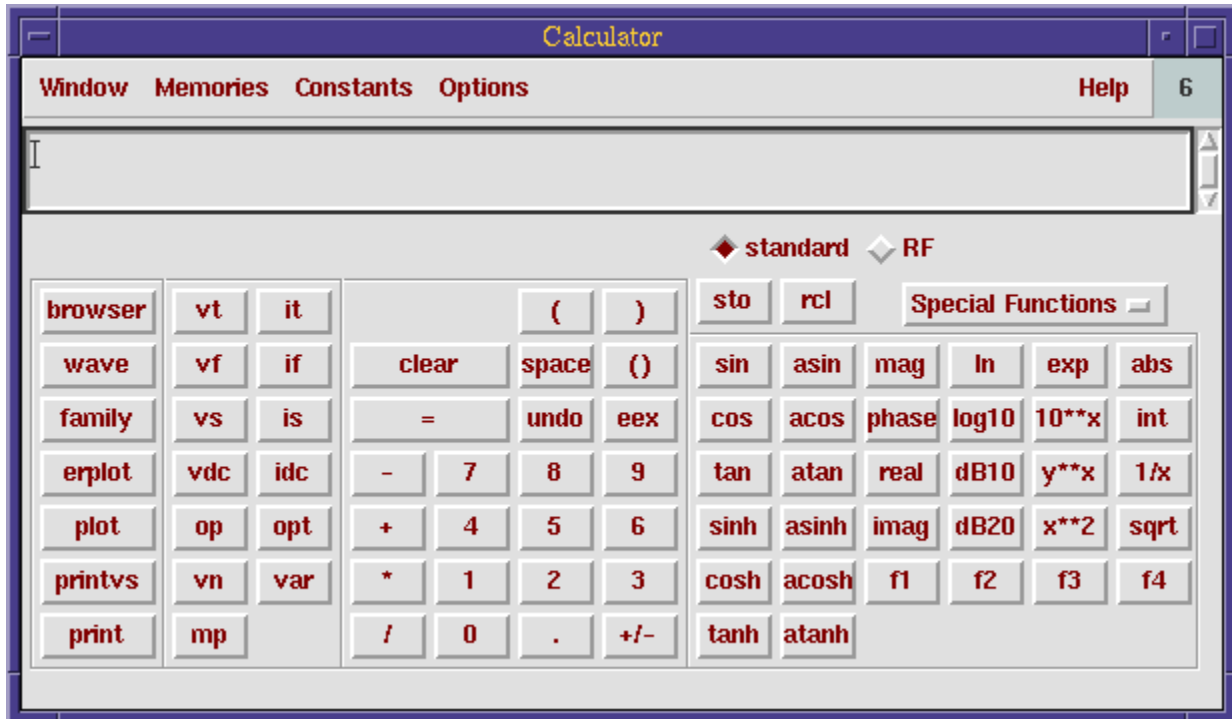 Calculator
Window Memories Constants Options Help 6
standard RF
browser vt it ( ) sto rcl Special Functions
wave vf if clear space () sin asin mag ln exp abs
family vs is = undo eex cos acos phase log10 10**x int
erplot vdc idc - 7 8 9 tan atan real dB10 y**x 1/x
plot op opt + 4 5 6 sinh asinh imag dB20 x**2 sqrt
printvs vn var * 1 2 3 cosh acosh f1 f2 f3 f4
print mp / 0 . +/- tanh atanh